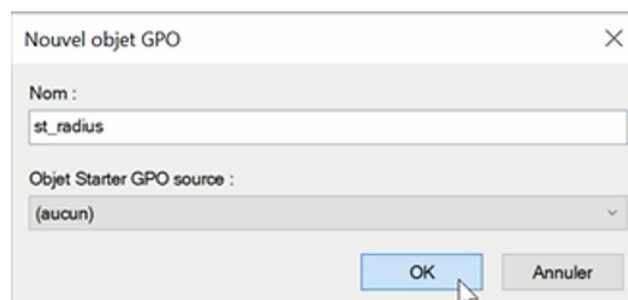 Nouvel objet GPO
Nom :
st_radius
Objet Starter GPO source :
(aucun)
OK
Annuler